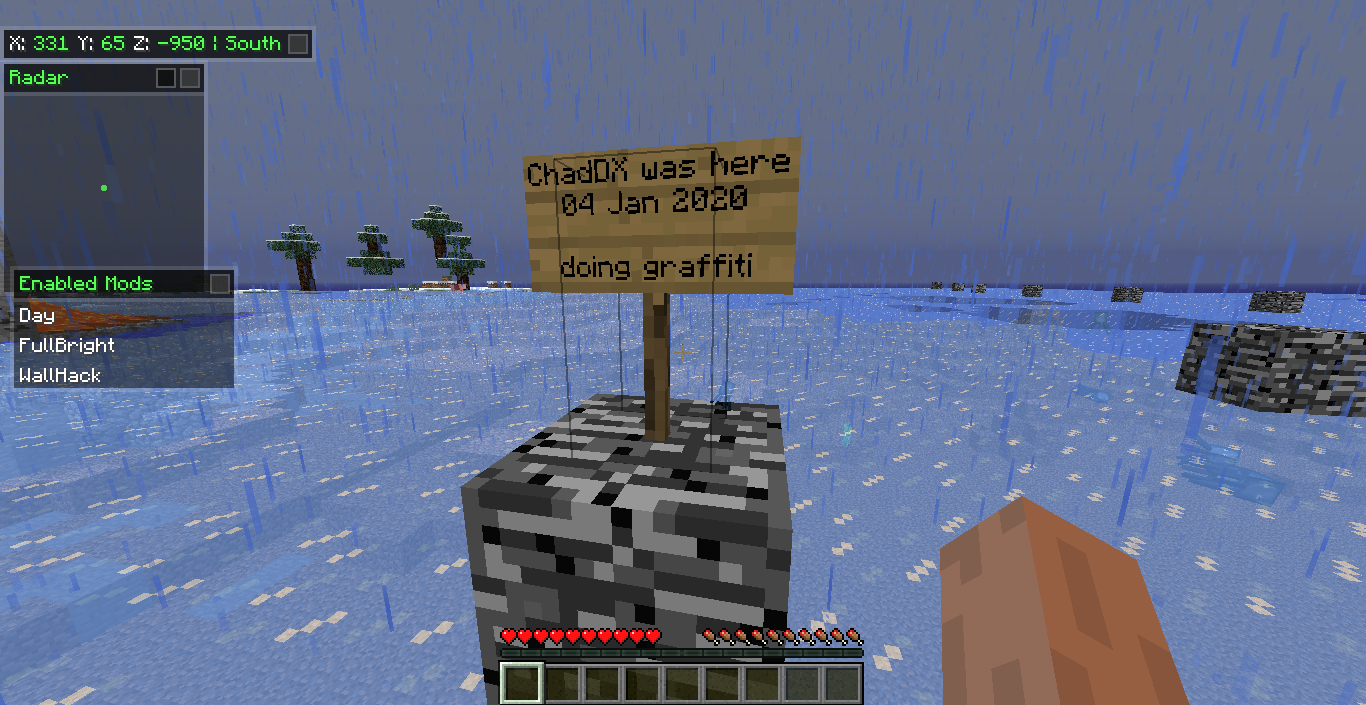 X: 331 Y: 65 Z: -950 | South
Radar
ChadDX was here
04 Jan 2020
doing graffiti
Enabled Mods
Day
FullBright
WallHack